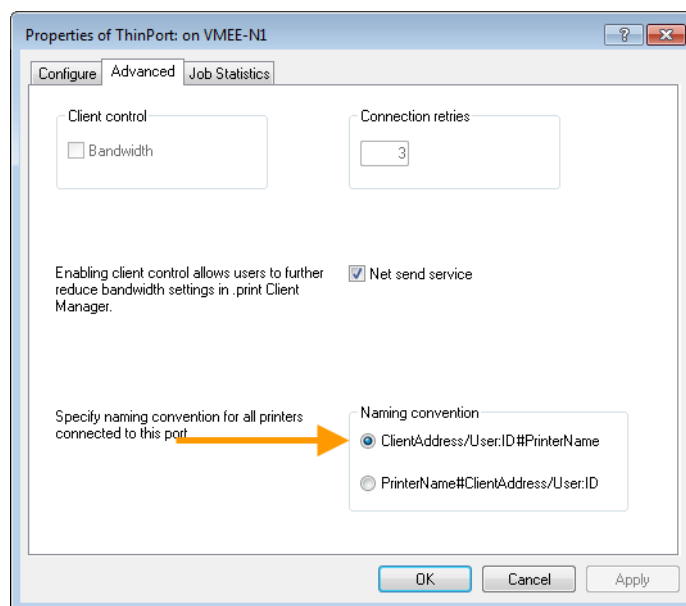 Properties of ThinPort: on VMEE-N1
Configure Advanced Job Statistics
Client control
Bandwidth
Connection retries
3
Enabling client control allows users to further
reduce bandwidth settings in .print Client
Manager.
Net send service
Specify naming convention for all printers
connected to this port
Naming convention
ClientAddress/User:ID#PrinterName
PrinterName#ClientAddress/User:ID
OK Cancel Apply